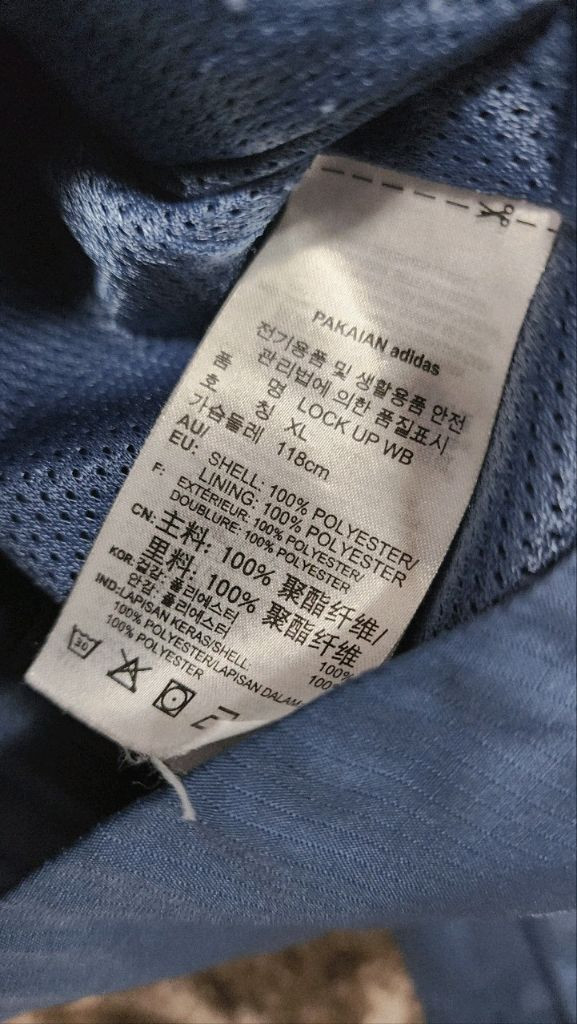 PAKAIAN adidas
전기용품 및 생활용품 안전
관리법에 의한 품질표시
품 명 LOCK UP WB
호 칭 XL
가슴둘레 118cm
AU/
EU: SHELL: 100% POLYESTER/
LINING: 100% POLYESTER
F: EXTÉRIEUR: 100% POLYESTER/
DOUBLURE: 100% POLYESTER
CN: 主料: 100% 聚酯纤维/
里料: 100% 聚酯纤维
KOR: 겉감: 폴리에스터 100%
안감: 폴리에스터 100
IND:LAPISAN KERAS/SHELL:
100% POLYESTER/LAPISAN DALAM
100% POLYESTER
30